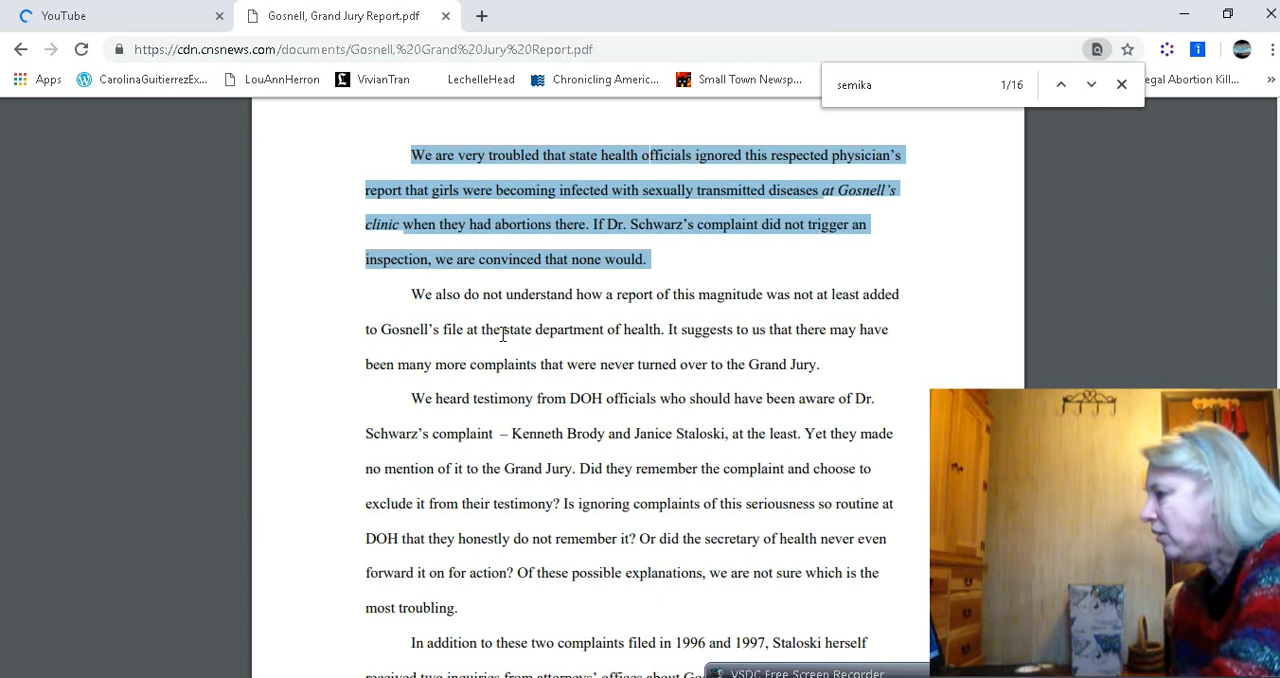 YouTube
Gosnell, Grand Jury Report.pdf
https://cdn.cnsnews.com/documents/Gosnell,%20Grand%20Jury%20Report.pdf
Apps
CarolinaGuitierrezEx...
LouAnnHerron
VivianTran
LechelleHead
Chronicling Americ...
Small Town Newsp...
egal Abortion Kill...
»
semika
1/16
We are very troubled that state health officials ignored this respected physician’s
report that girls were becoming infected with sexually transmitted diseases at Gosnell’s
clinic when they had abortions there. If Dr. Schwarz’s complaint did not trigger an
inspection, we are convinced that none would.
We also do not understand how a report of this magnitude was not at least added
to Gosnell’s file at the state department of health. It suggests to us that there may have
been many more complaints that were never turned over to the Grand Jury.
We heard testimony from DOH officials who should have been aware of Dr.
Schwarz’s complaint – Kenneth Brody and Janice Staloski, at the least. Yet they made
no mention of it to the Grand Jury. Did they remember the complaint and choose to
exclude it from their testimony? Is ignoring complaints of this seriousness so routine at
DOH that they honestly do not remember it? Or did the secretary of health never even
forward it on for action? Of these possible explanations, we are not sure which is the
most troubling.
In addition to these two complaints filed in 1996 and 1997, Staloski herself
received two inquiries from attorneys’ offices about Go
VSDC Free Screen Recorder